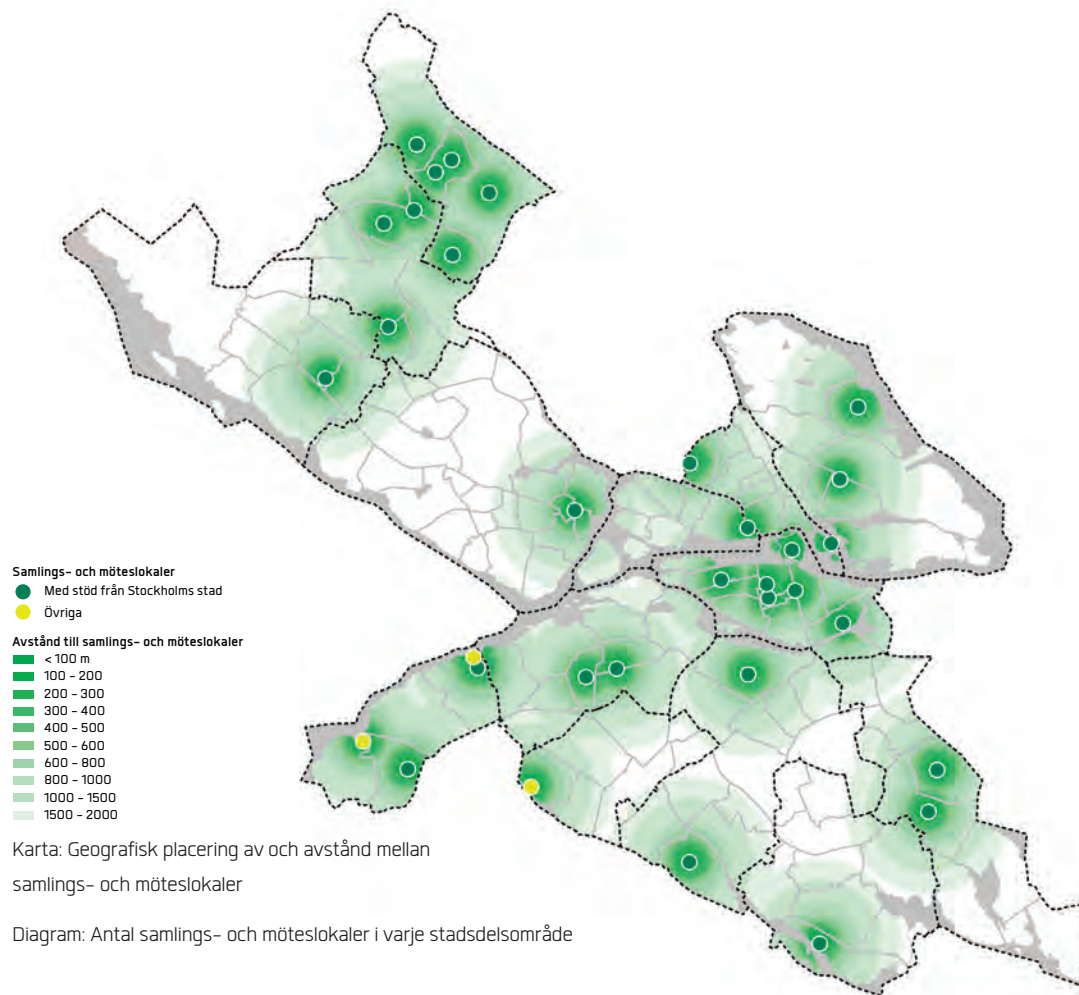 Samlings- och möteslokaler
Med stöd från Stockholms stad
Övriga
Avstånd till samlings- och möteslokaler
< 100 m
100 - 200
200 - 300
300 - 400
400 - 500
500 - 600
600 - 800
800 - 1000
1000 - 1500
1500 - 2000
Karta: Geografisk placering av och avstånd mellan
samlings- och möteslokaler
Diagram: Antal samlings- och möteslokaler i varje stadsdelsområde